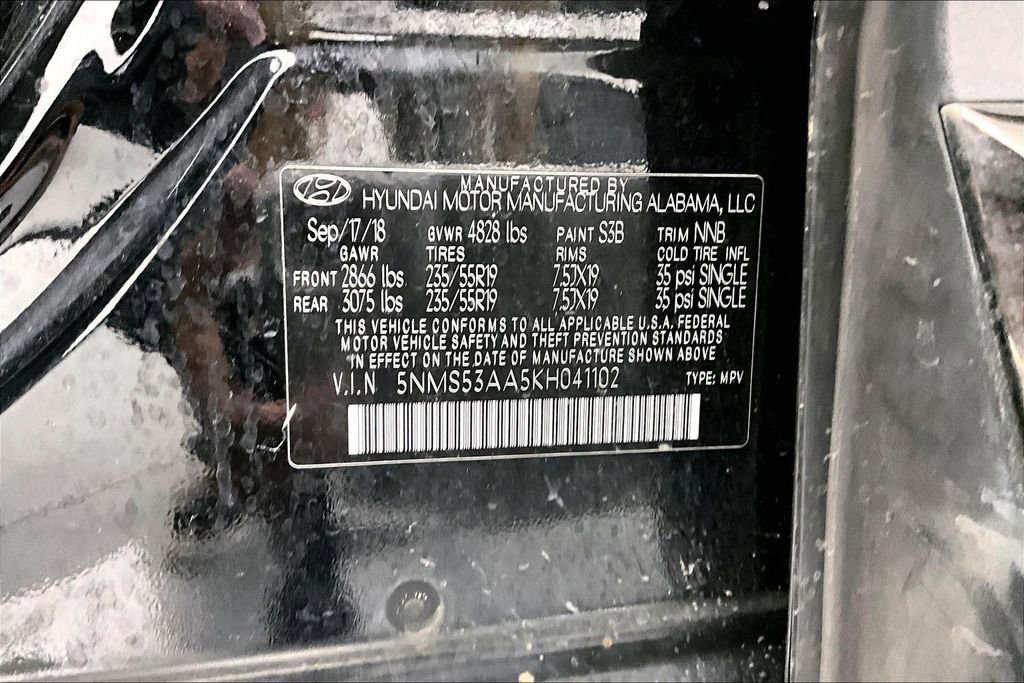 MANUFACTURED BY
HYUNDAI MOTOR MANUFACTURING ALABAMA, LLC
Sep/17/18 GVWR 4828 lbs PAINT S3B TRIM NNB
GAWR TIRES RIMS COLD TIRE INFL
FRONT 2866 lbs 235/55R19 7.5JX19 35 psi SINGLE
REAR 3075 lbs 235/55R19 7.5JX19 35 psi SINGLE
THIS VEHICLE CONFORMS TO ALL APPLICABLE U.S.A. FEDERAL
MOTOR VEHICLE SAFETY AND THEFT PREVENTION STANDARDS
IN EFFECT ON THE DATE OF MANUFACTURE SHOWN ABOVE
V.I.N 5NMS53AA5KH041102 TYPE: MPV